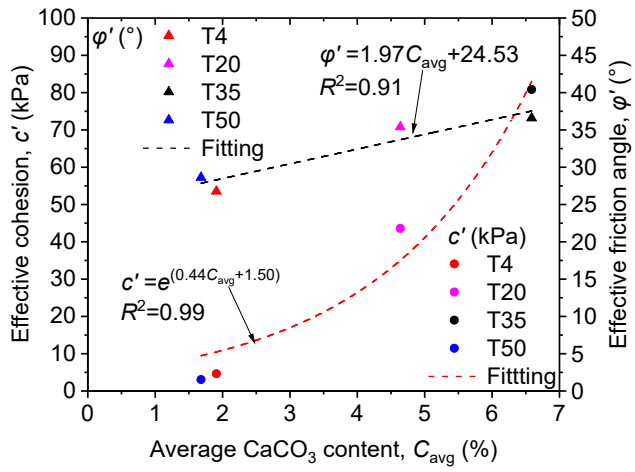 φ′ (°)
T4
T20
T35
T50
Fitting
φ′ =1.97C_avg+24.53
R²=0.91
c′ =e^(0.44C_avg+1.50)
R²=0.99
c′ (kPa)
T4
T20
T35
T50
Fittting
100
90
80
70
60
50
40
30
20
10
0
Effective cohesion, c′ (kPa)
50
45
40
35
30
25
20
15
10
5
0
Effective friction angle, φ′ (°)
0 1 2 3 4 5 6 7
Average CaCO₃ content, C_avg (%)